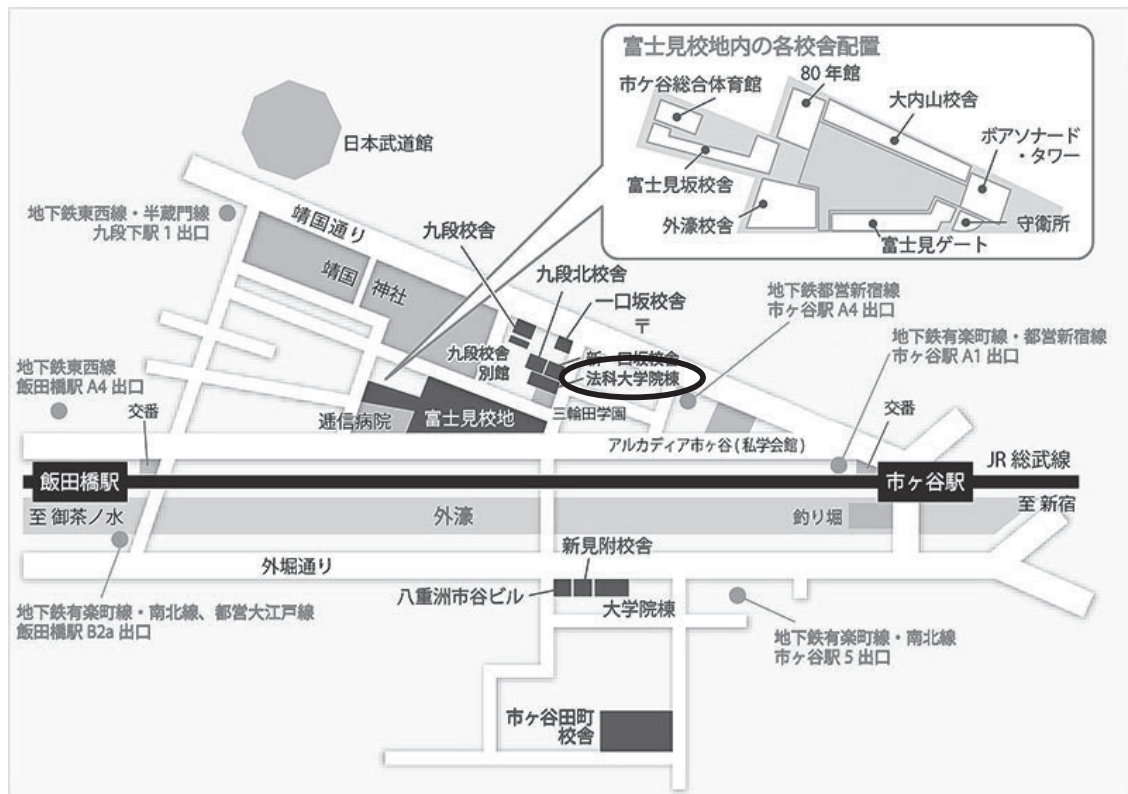 富士見校地内の各校舎配置
80 年館
市ケ谷総合体育館
大内山校舎
ボアソナード
・タワー
富士見坂校舎
外濠校舎
守衛所
富士見ゲート
日本武道館
地下鉄東西線・半蔵門線
九段下駅 1 出口
靖国通り
九段校舎
靖国
神社
九段北校舎
一口坂校舎
〒
地下鉄都営新宿線
市ヶ谷駅 A4 出口
地下鉄有楽町線・都営新宿線
市ヶ谷駅 A1 出口
九段校舎
別館
新一口坂校舎
法科大学院棟
地下鉄東西線
飯田橋駅 A4 出口
交番
逓信病院
富士見校地
三輪田学園
交番
アルカディア市ヶ谷 ( 私学会館 )
JR 総武線
飯田橋駅
市ヶ谷駅
至 御茶ノ水
外濠
釣り堀
至 新宿
外堀通り
新見附校舎
八重洲市谷ビル
大学院棟
地下鉄有楽町線・南北線、都営大江戸線
飯田橋駅 B2a 出口
地下鉄有楽町線・南北線
市ヶ谷駅 5 出口
市ヶ谷田町
校舎